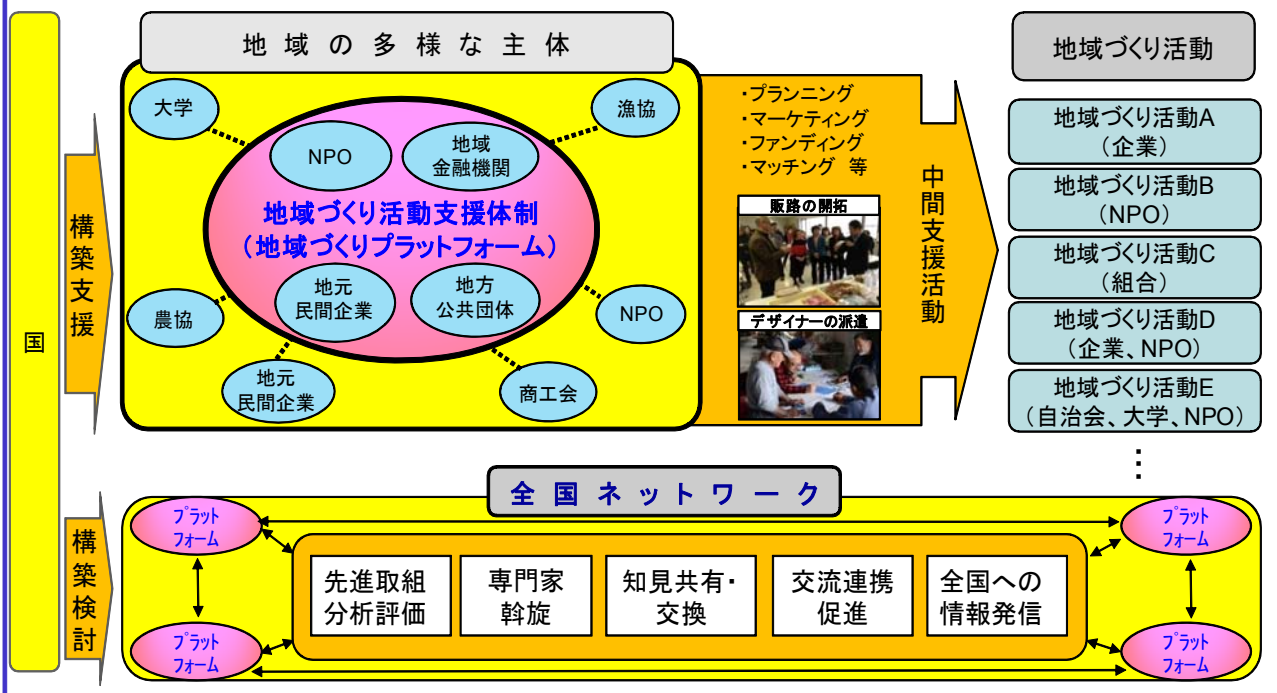 国
構築支援
地域の多様な主体
大学
漁協
NPO
地域
金融機関
地域づくり活動支援体制
(地域づくりプラットフォーム)
地元
民間企業
地方
公共団体
農協
NPO
地元
民間企業
商工会
・プランニング
・マーケティング
・ファンディング
・マッチング 等
販路の開拓
デザイナーの派遣
中間支援活動
地域づくり活動
地域づくり活動A
(企業)
地域づくり活動B
(NPO)
地域づくり活動C
(組合)
地域づくり活動D
(企業、NPO)
地域づくり活動E
(自治会、大学、NPO)
…
構築検討
全国ネットワーク
プラット
フォーム
プラット
フォーム
先進取組
分析評価
専門家
斡旋
知見共有・
交換
交流連携
促進
全国への
情報発信
プラット
フォーム
プラット
フォーム